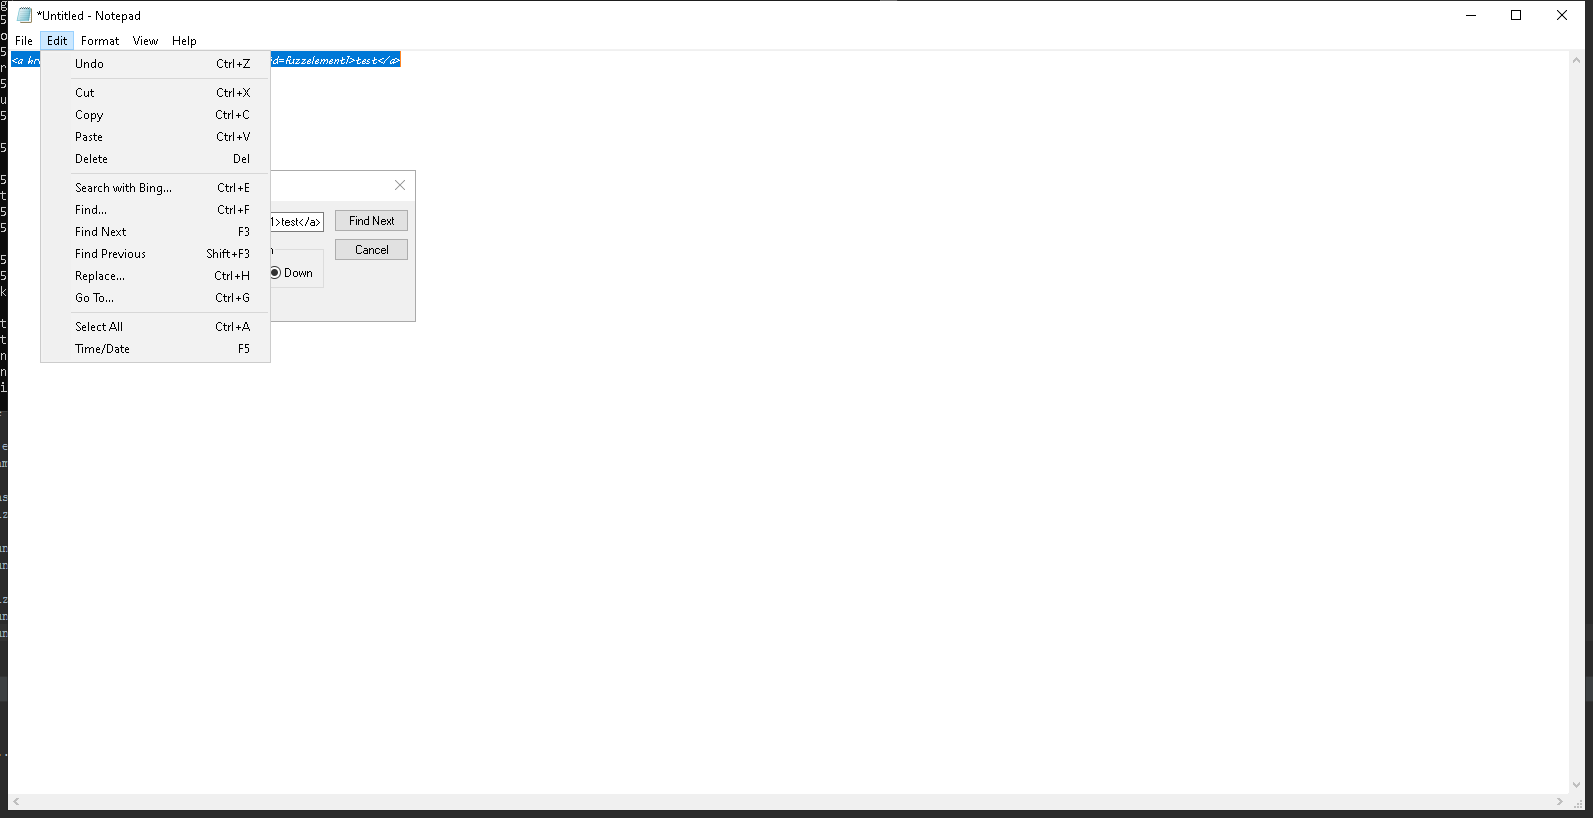 *Untitled - Notepad
File Edit Format View Help
<a hr
id=fuzzelement1>test</a>
Undo Ctrl+Z
Cut Ctrl+X
Copy Ctrl+C
Paste Ctrl+V
Delete Del
Search with Bing... Ctrl+E
Find... Ctrl+F
Find Next F3
Find Previous Shift+F3
Replace... Ctrl+H
Go To... Ctrl+G
Select All Ctrl+A
Time/Date F5
1>test</a>
Find Next
Cancel
Down